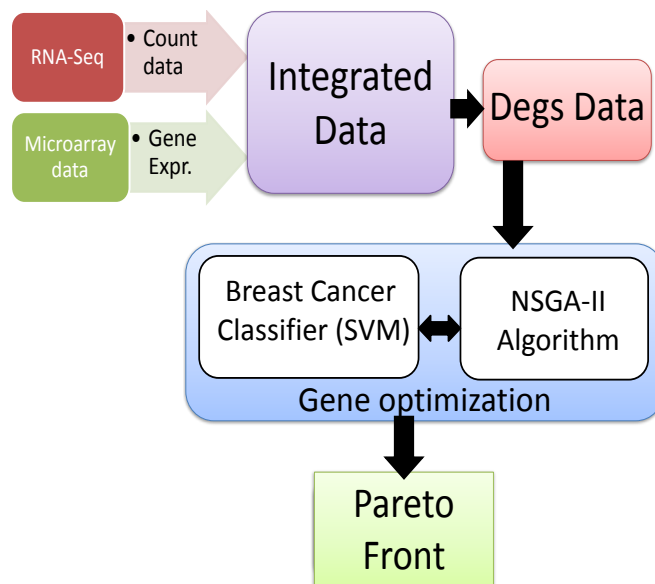 RNA-Seq
• Count
data
Microarray
data
• Gene
Expr.
Integrated
Data
Degs Data
Breast Cancer
Classifier (SVM)
NSGA-II
Algorithm
Gene optimization
Pareto
Front